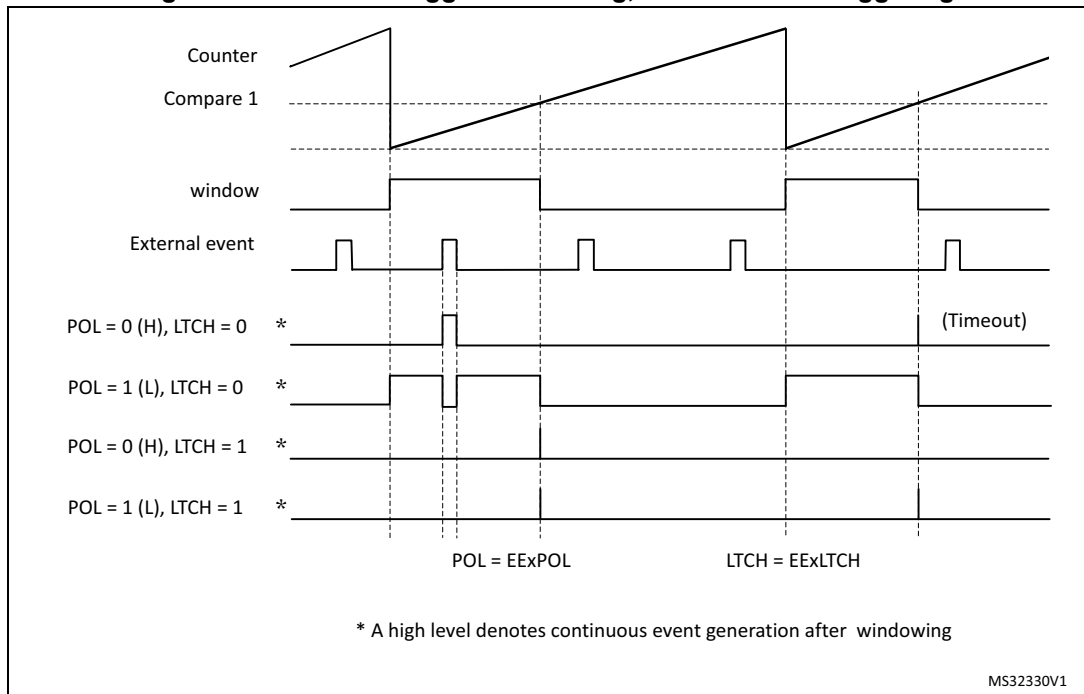 Counter
Compare 1
window
External event
POL = 0 (H), LTCH = 0 *
(Timeout)
POL = 1 (L), LTCH = 0 *
POL = 0 (H), LTCH = 1 *
POL = 1 (L), LTCH = 1 *
POL = EExPOL LTCH = EExLTCH
* A high level denotes continuous event generation after windowing
MS32330V1